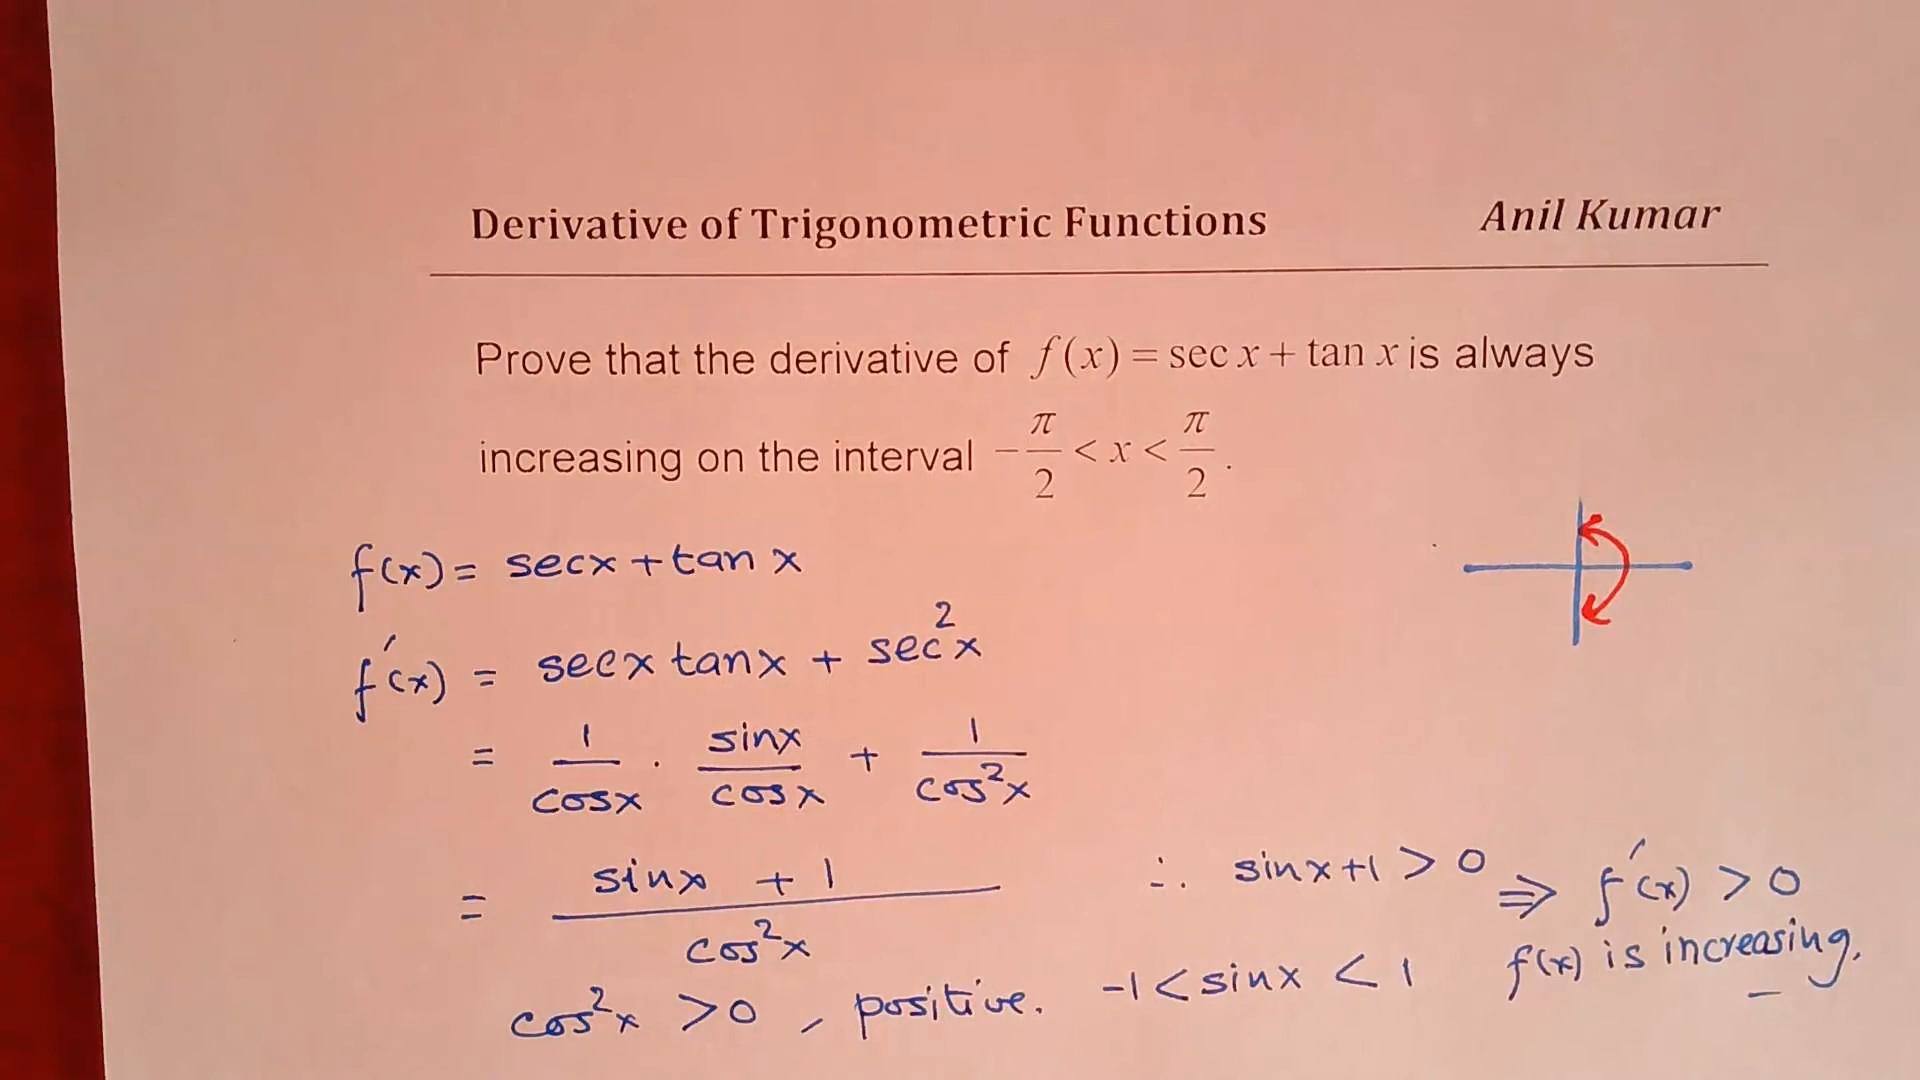 Derivative of Trigonometric Functions Anil Kumar
Prove that the derivative of f(x) = sec x + tan x is always
increasing on the interval -π/2 < x < π/2.
f(x) = secx + tan x
f'(x) = secx tanx + sec²x
= 1/cosx · sinx/cosx + 1/cos²x
= sinx + 1/cos²x ∴ sinx+1 > 0 ⇒ f'(x) > 0
cos²x > 0, positive. -1 < sinx < 1 f(x) is increasing.